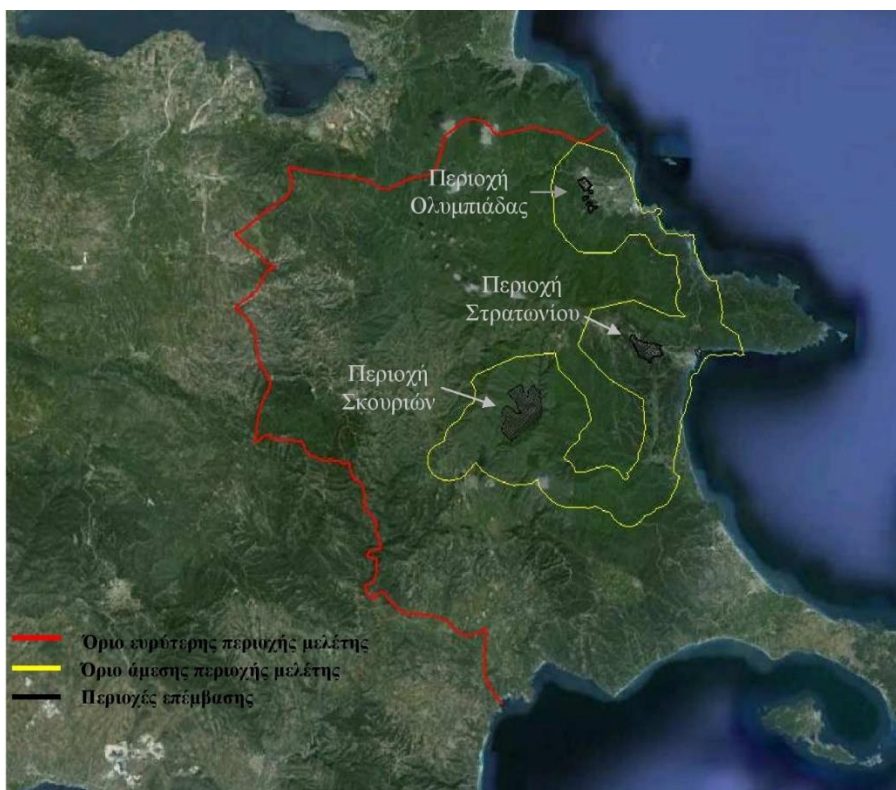 Περιοχή
Ολυμπιάδας
Περιοχή
Στρατωνίου
Περιοχή
Σκουριών
Όριο ευρύτερης περιοχής μελέτης
Όριο άμεσης περιοχής μελέτης
Περιοχές επέμβασης